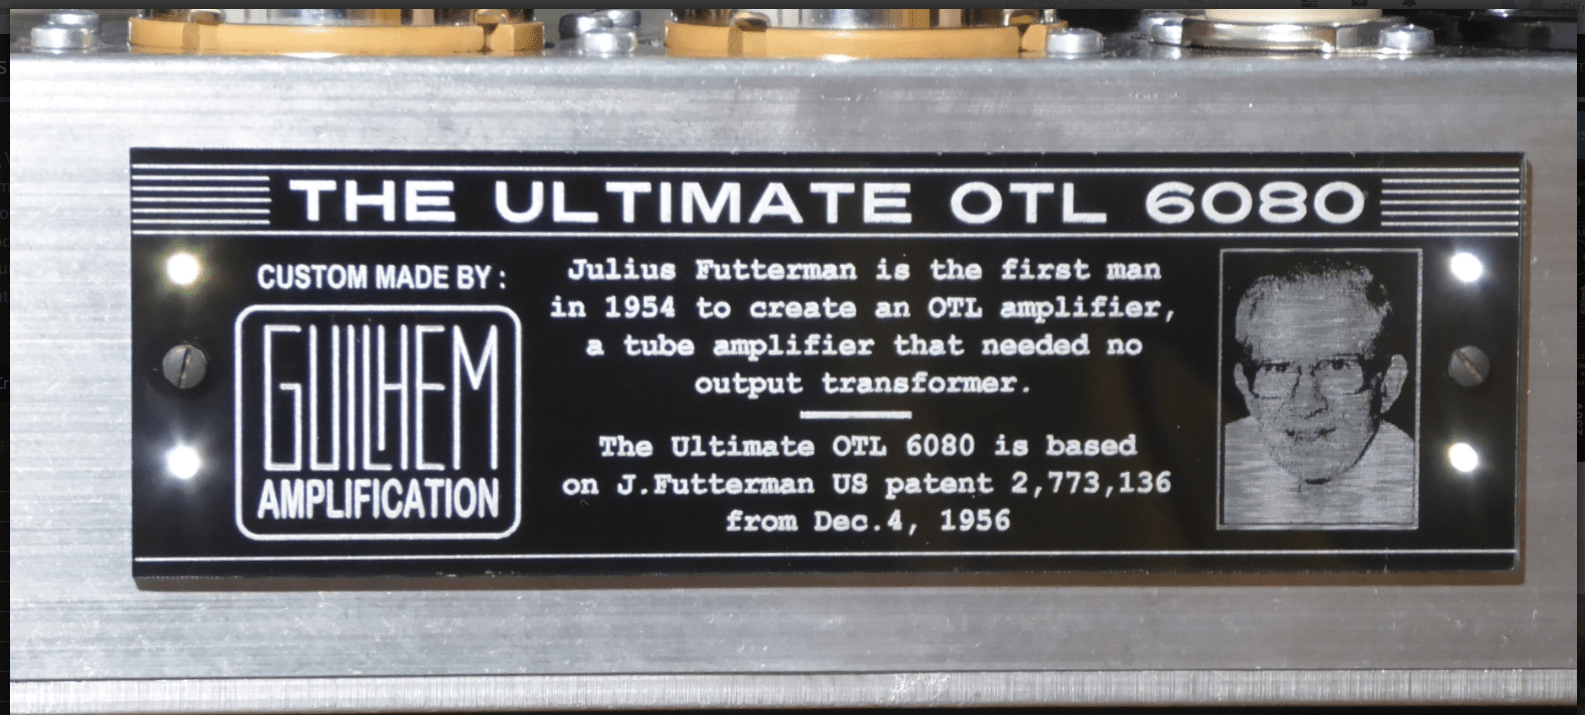 THE ULTIMATE OTL 6080
CUSTOM MADE BY :
GUILHEM
AMPLIFICATION
Julius Futterman is the first man
in 1954 to create an OTL amplifier,
a tube amplifier that needed no
output transformer.
The Ultimate OTL 6080 is based
on J.Futterman US patent 2,773,136
from Dec.4, 1956